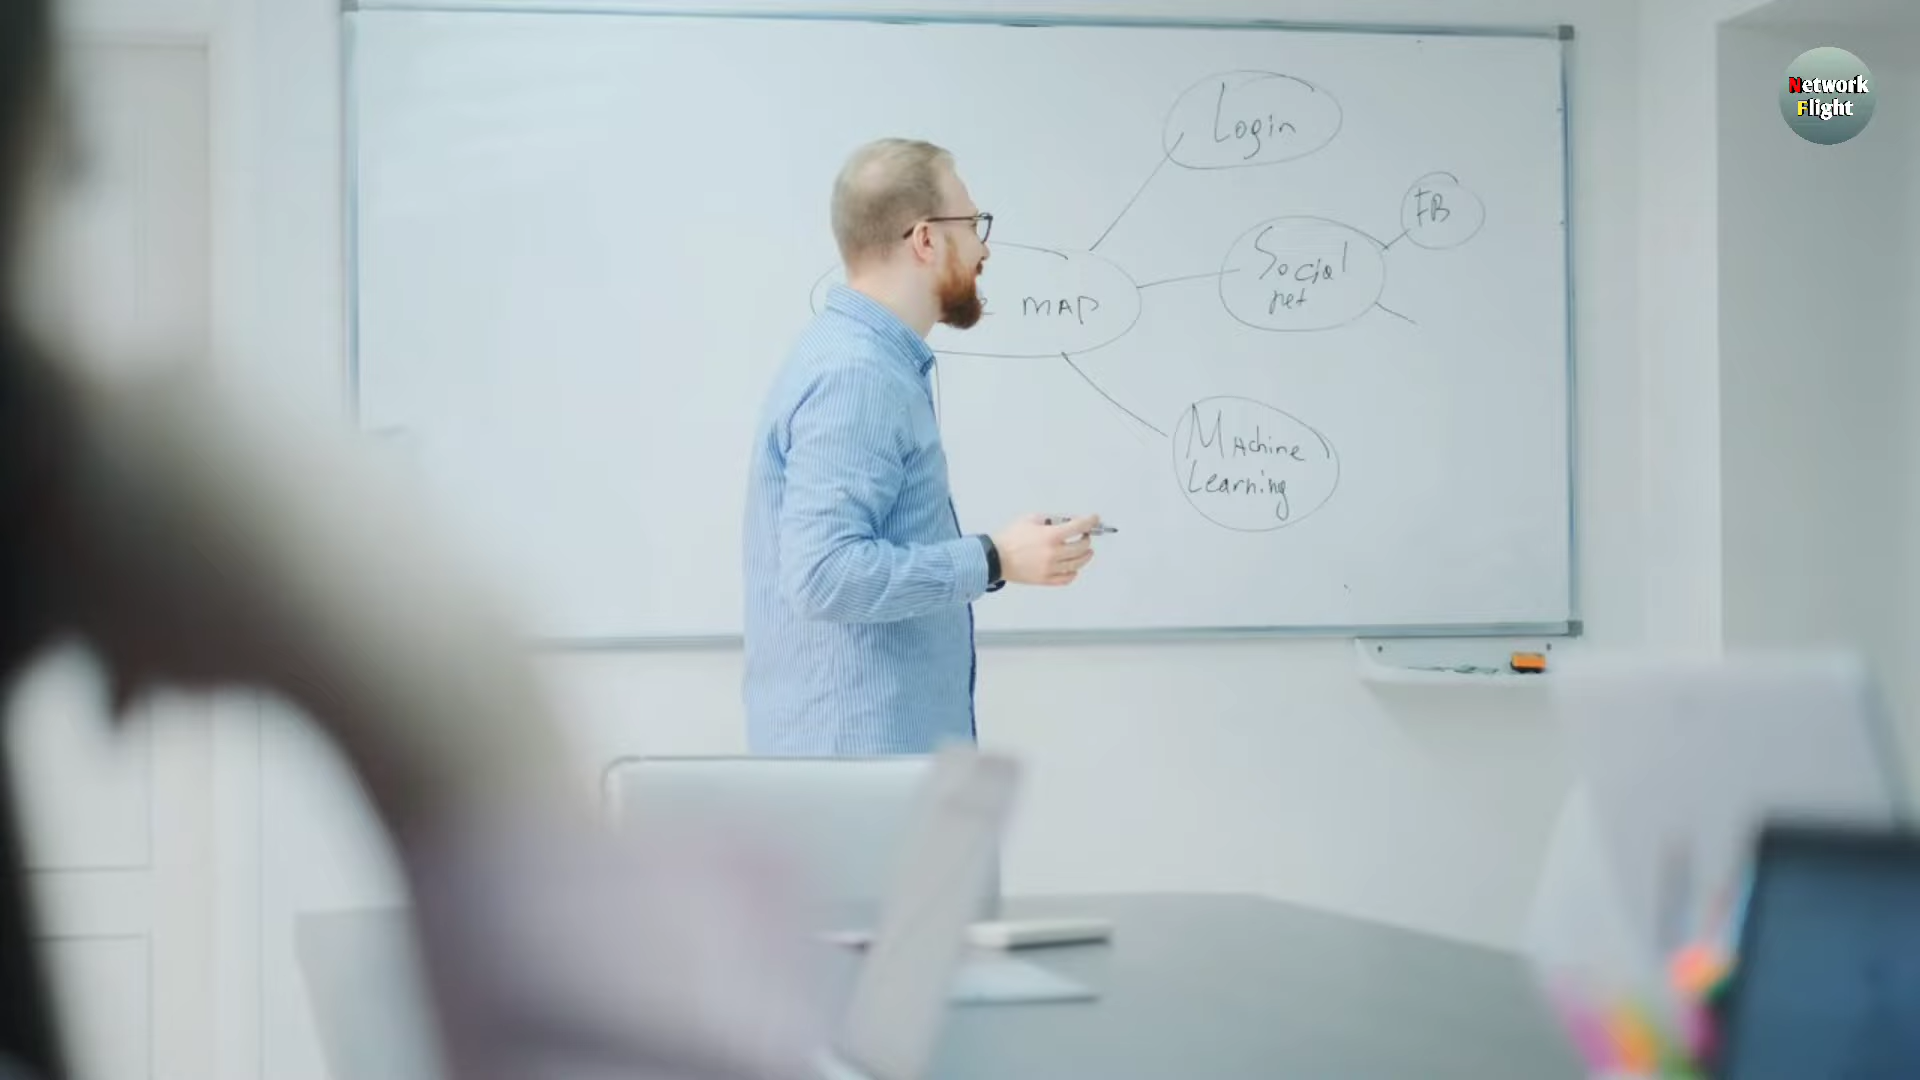 Login
FB
Social
net
MAP
Machine
Learning
Network
Flight